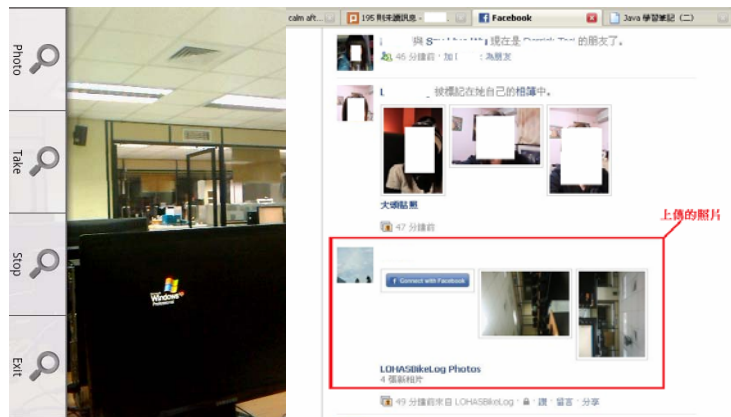 Photo
Take
Stop
Exit
Windows
Professional
calm aft...
195 則未讀訊息 -
Facebook
Java 學習筆記 （二）
與
現在是
的朋友了。
45 分鐘前 · 加
為朋友
L
被標記在她自己的相簿中。
大頭貼照
47 分鐘前
上傳的照片
Connect with Facebook
LOHASBikeLog Photos
4 張新相片
49 分鐘前來自 LOHASBikeLog · 讚 · 留言 · 分享